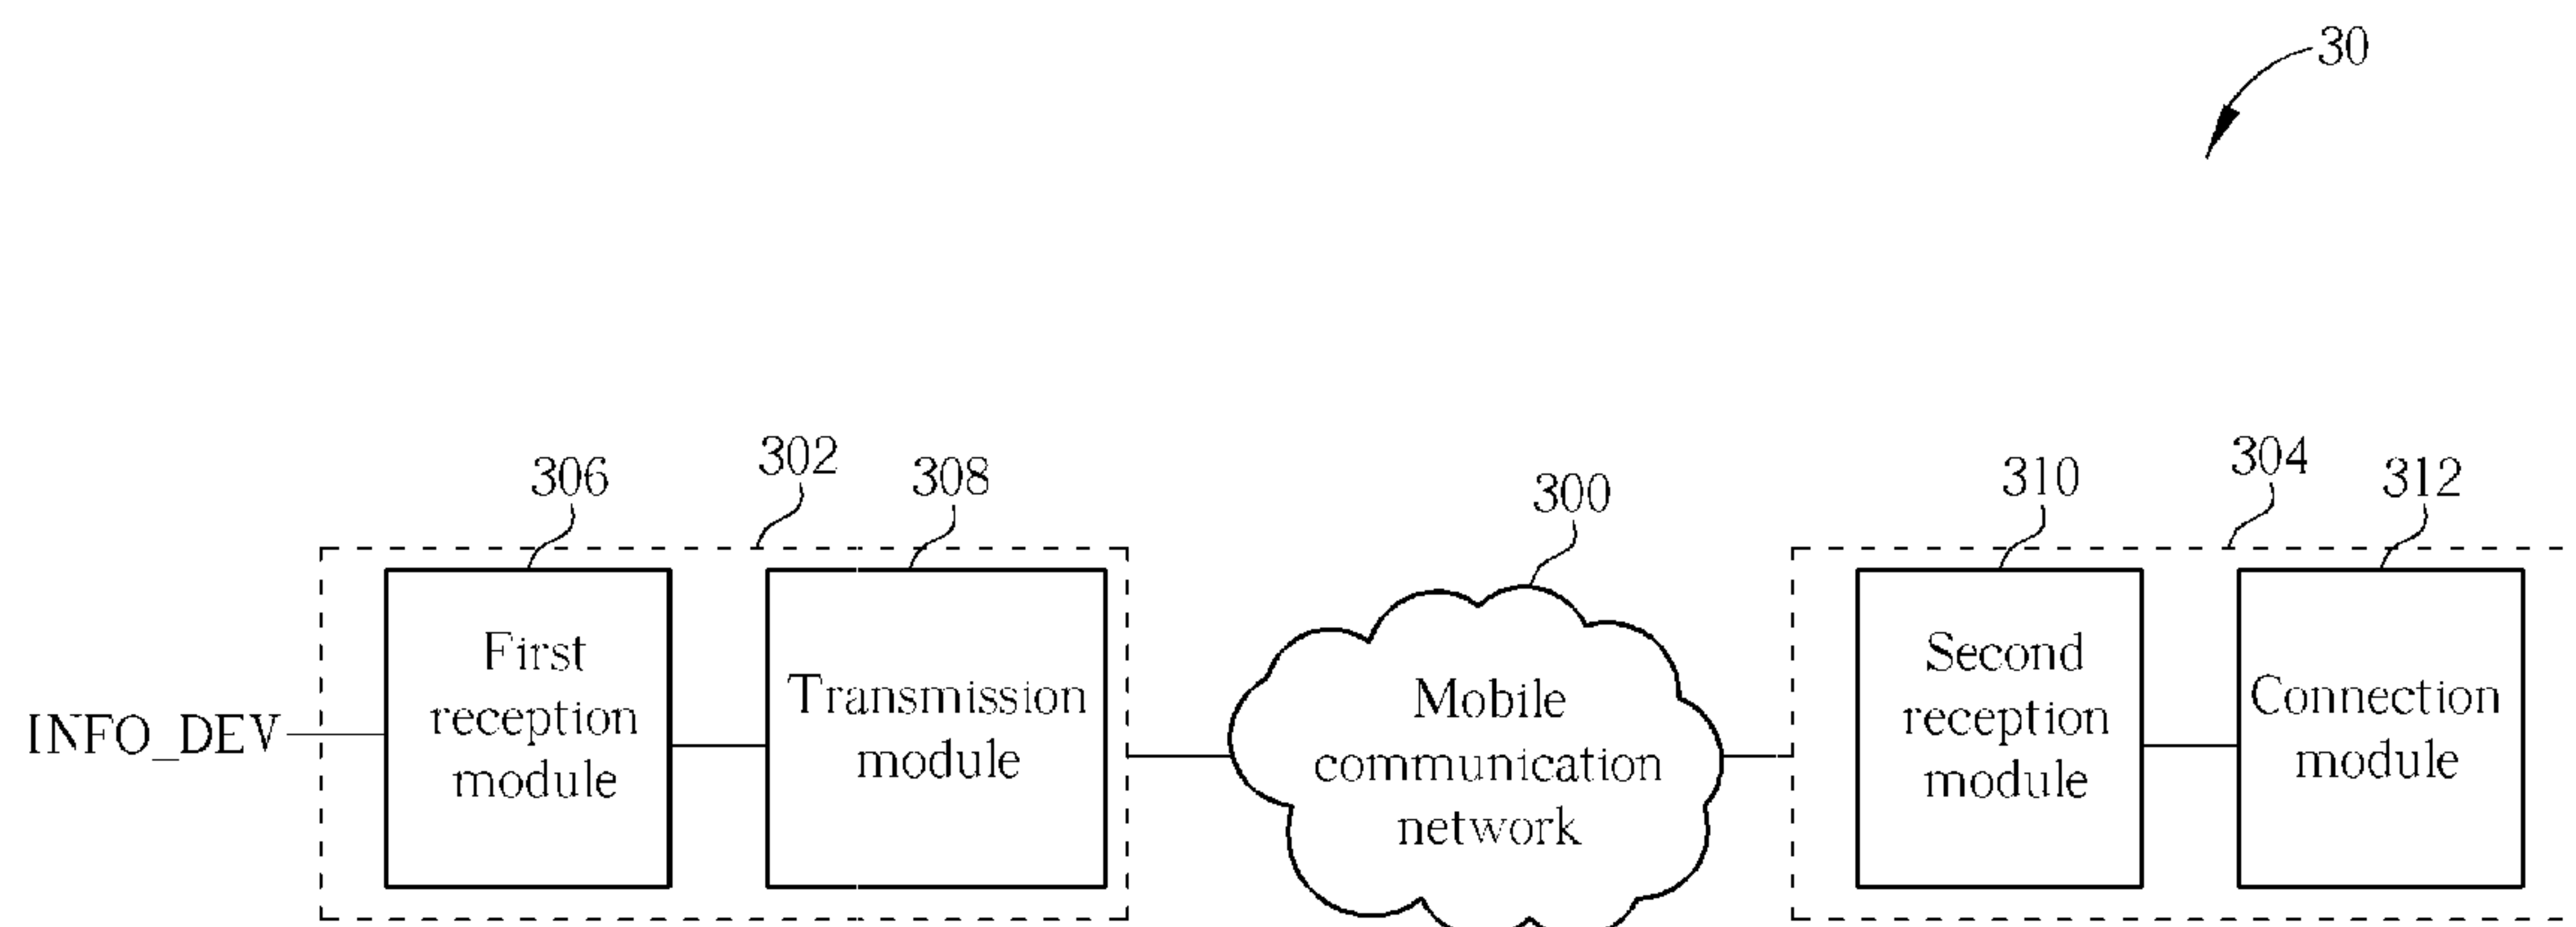 30
302
304
306
308
310
312
300
First
reception
module
Transmission
module
Mobile
communication
network
Second
reception
module
Connection
module
INFO_DEV